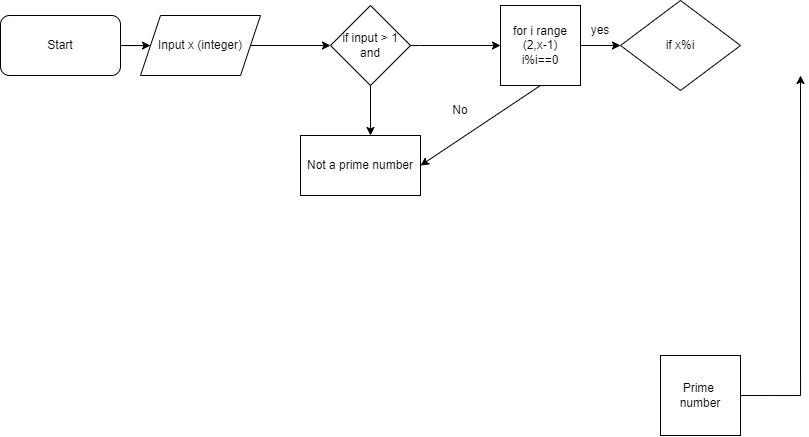 Start
Input x (integer)
if input > 1
and
for i range
(2,x-1)
i%i==0
yes
if x%i
No
Not a prime number
Prime
number